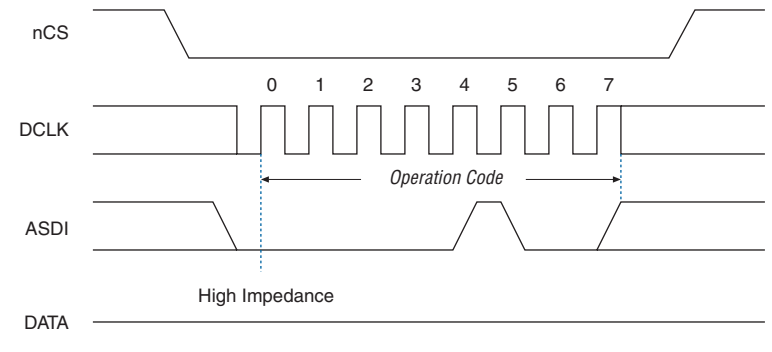 nCS
0 1 2 3 4 5 6 7
DCLK
Operation Code
ASDI
High Impedance
DATA